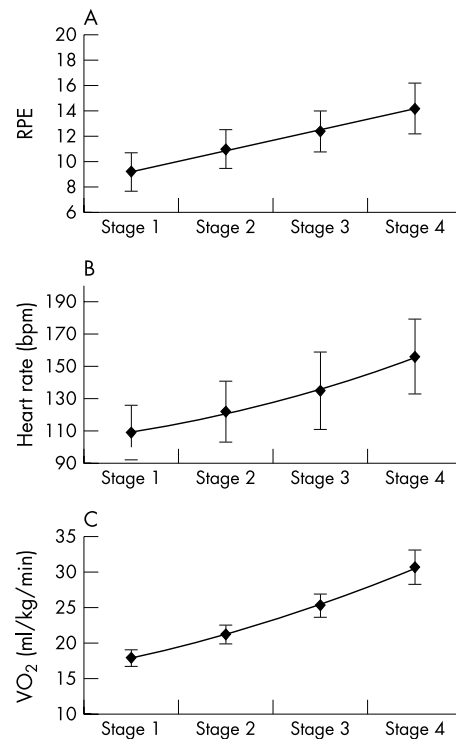 A
RPE
20
18
16
14
12
10
8
6
Stage 1 Stage 2 Stage 3 Stage 4
B
Heart rate (bpm)
190
170
150
130
110
90
Stage 1 Stage 2 Stage 3 Stage 4
C
VO2 (ml/kg/min)
35
30
25
20
15
10
Stage 1 Stage 2 Stage 3 Stage 4